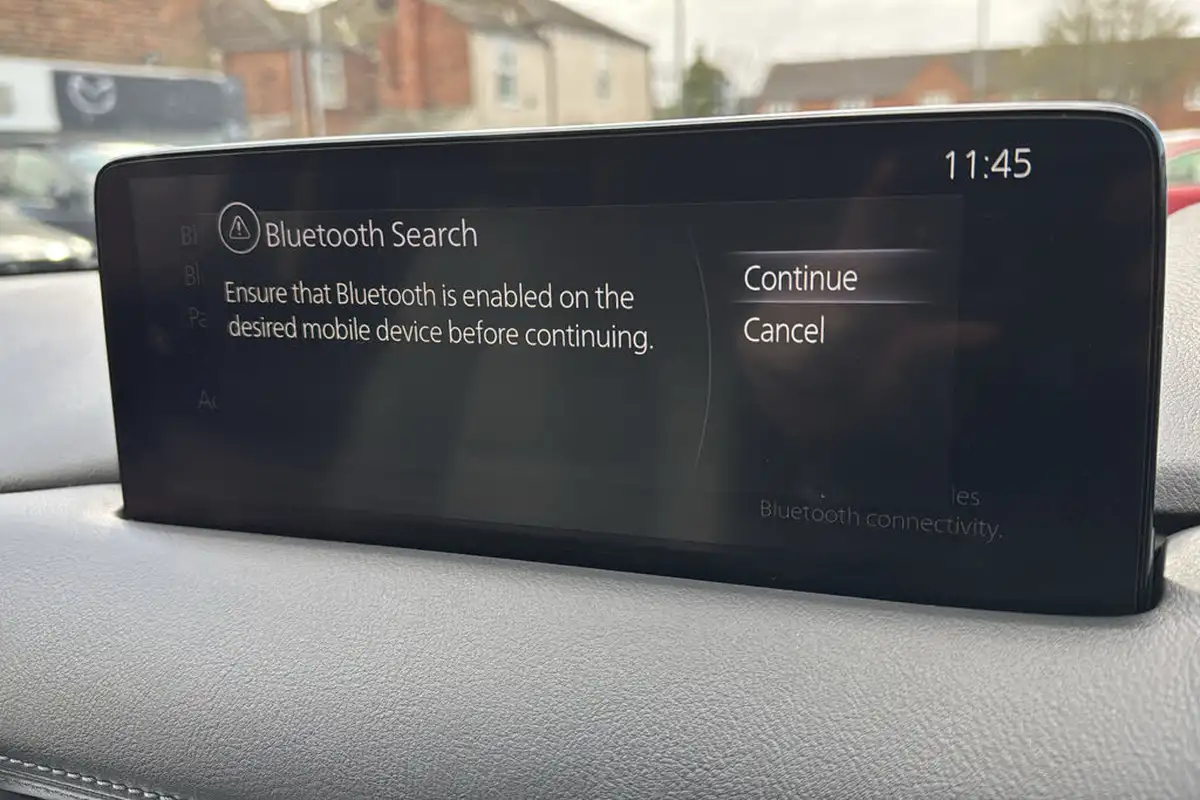 11:45
Bluetooth Search
Ensure that Bluetooth is enabled on the
desired mobile device before continuing.
Continue
Cancel
les
Bluetooth connectivity.